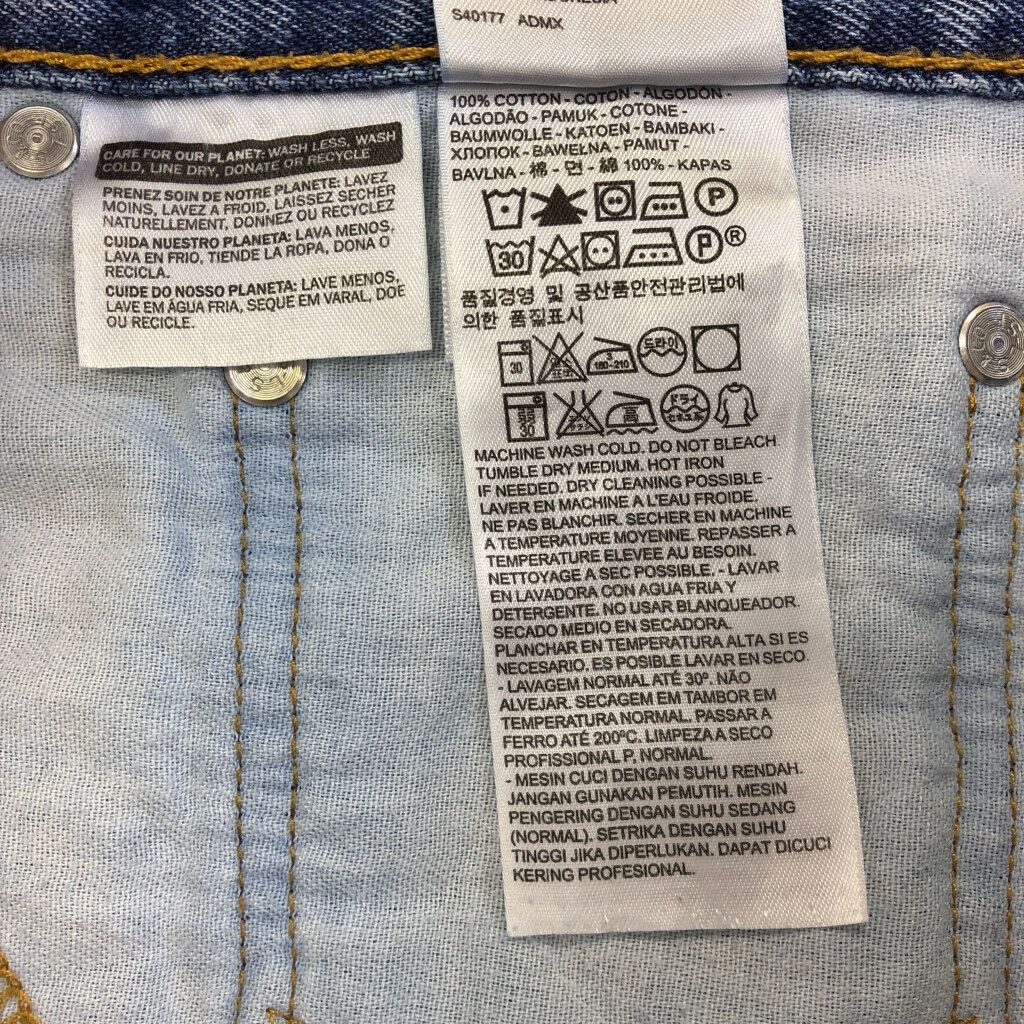 S40177 ADMX
CARE FOR OUR PLANET: WASH LESS, WASH
COLD, LINE DRY, DONATE OR RECYCLE
PRENEZ SOIN DE NOTRE PLANETE: LAVEZ
MOINS, LAVEZ A FROID, LAISSEZ SECHER
NATURELLEMENT, DONNEZ OU RECYCLEZ
CUIDA NUESTRO PLANETA: LAVA MENOS,
LAVA EN FRIO, TIENDE LA ROPA, DONA O
RECICLA.
CUIDE DO NOSSO PLANETA: LAVE MENOS,
LAVE EM ÁGUA FRIA, SEQUE EM VARAL, DOE
OU RECICLE.
100% COTTON - COTON - ALGODON -
ALGODÃO - PAMUK - COTONE -
BAUMWOLLE - KATOEN - BAMBAKI -
ХЛОПОК - BAWEŁNA - PAMUT -
BAVLNA - 棉 - 면 - 綿 100% - KAPAS
P
30 P ®
품질경영 및 공산품안전관리법에
의한 품질표시
30 3 180-210 드라이
30 高 ドライ
MACHINE WASH COLD. DO NOT BLEACH
TUMBLE DRY MEDIUM. HOT IRON
IF NEEDED. DRY CLEANING POSSIBLE -
LAVER EN MACHINE A L'EAU FROIDE.
NE PAS BLANCHIR. SECHER EN MACHINE
A TEMPERATURE MOYENNE. REPASSER A
TEMPERATURE ELEVEE AU BESOIN.
NETTOYAGE A SEC POSSIBLE. - LAVAR
EN LAVADORA CON AGUA FRIA Y
DETERGENTE. NO USAR BLANQUEADOR.
SECADO MEDIO EN SECADORA.
PLANCHAR EN TEMPERATURA ALTA SI ES
NECESARIO. ES POSIBLE LAVAR EN SECO.
- LAVAGEM NORMAL ATÉ 30º. NÃO
ALVEJAR. SECAGEM EM TAMBOR EM
TEMPERATURA NORMAL. PASSAR A
FERRO ATÉ 200ºC. LIMPEZA A SECO
PROFISSIONAL P, NORMAL.
- MESIN CUCI DENGAN SUHU RENDAH.
JANGAN GUNAKAN PEMUTIH. MESIN
PENGERING DENGAN SUHU SEDANG
(NORMAL). SETRIKA DENGAN SUHU
TINGGI JIKA DIPERLUKAN. DAPAT DICUCI
KERING PROFESIONAL.